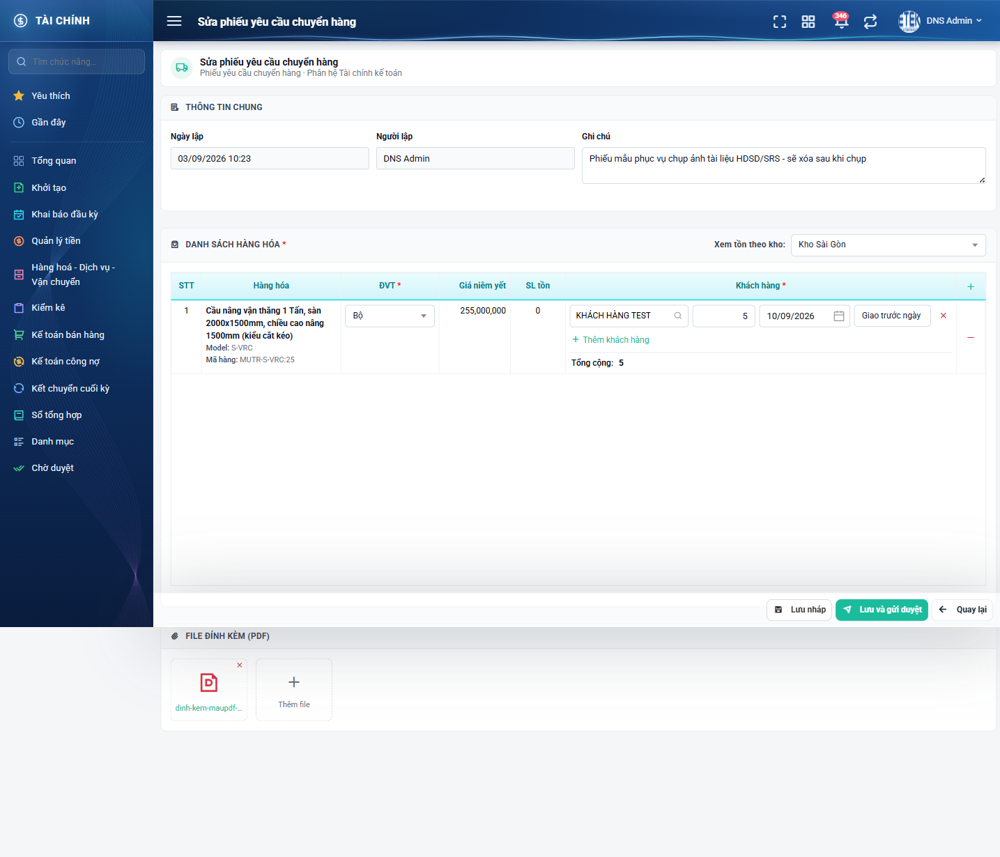 TÀI CHÍNH
Sửa phiếu yêu cầu chuyển hàng
346
DNS Admin
Tìm chức năng...
Yêu thích
Gần đây
Tổng quan
Khởi tạo
Khai báo đầu kỳ
Quản lý tiền
Hàng hoá - Dịch vụ -
Vận chuyển
Kiểm kê
Kế toán bán hàng
Kế toán công nợ
Kết chuyển cuối kỳ
Sổ tổng hợp
Danh mục
Chờ duyệt
Sửa phiếu yêu cầu chuyển hàng
Phiếu yêu cầu chuyển hàng · Phân hệ Tài chính kế toán
THÔNG TIN CHUNG
Ngày lập Người lập Ghi chú
03/09/2026 10:23 DNS Admin Phiếu mẫu phục vụ chụp ảnh tài liệu HDSD/SRS - sẽ xóa sau khi chụp
DANH SÁCH HÀNG HÓA * Xem tồn theo kho: Kho Sài Gòn
STT Hàng hóa ĐVT * Giá niêm yết SL tồn Khách hàng * +
1 Cầu nâng vận thăng 1 Tấn, sàn Bộ 255,000,000 0 KHÁCH HÀNG TEST 5 10/09/2026 Giao trước ngày
2000x1500mm, chiều cao nâng
1500mm (kiểu cắt kéo)
Model: S-VRC
Mã hàng: MUTR-S-VRC:25
+ Thêm khách hàng
Tổng cộng: 5
Lưu nháp Lưu và gửi duyệt Quay lại
FILE ĐÍNH KÈM (PDF)
dinh-kem-maupdf-...
Thêm file